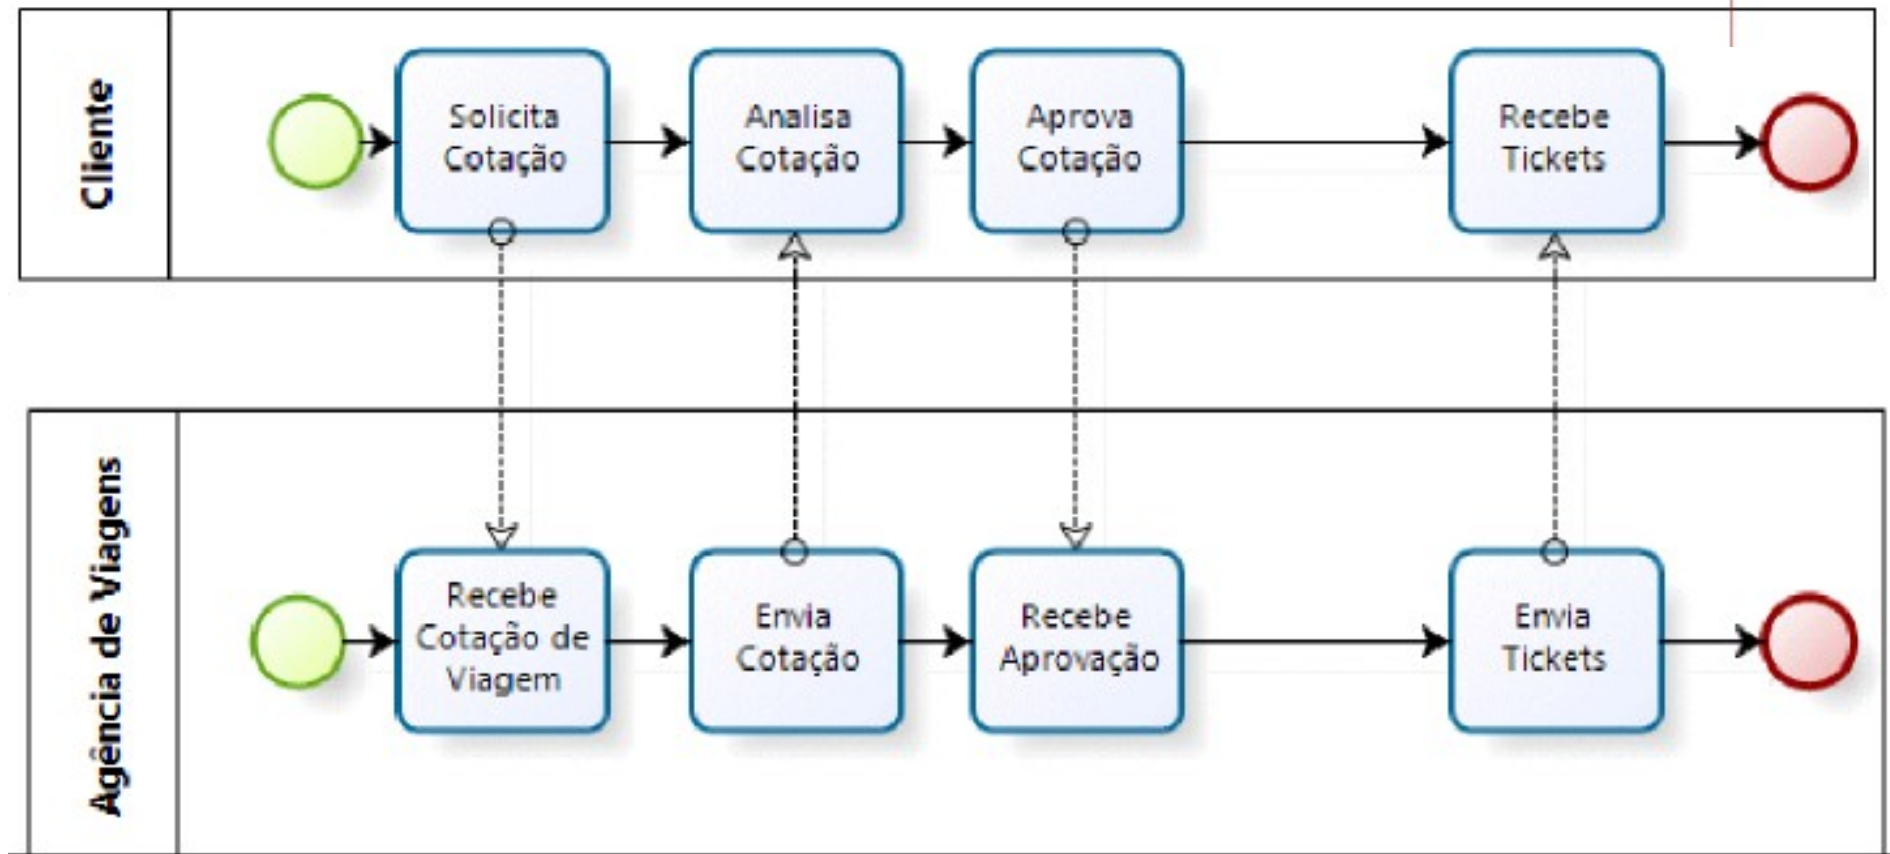 Cliente
Solicita
Cotação
Analisa
Cotação
Aprova
Cotação
Recebe
Tickets
Agência de Viagens
Recebe
Cotação de
Viagem
Envia
Cotação
Recebe
Aprovação
Envia
Tickets